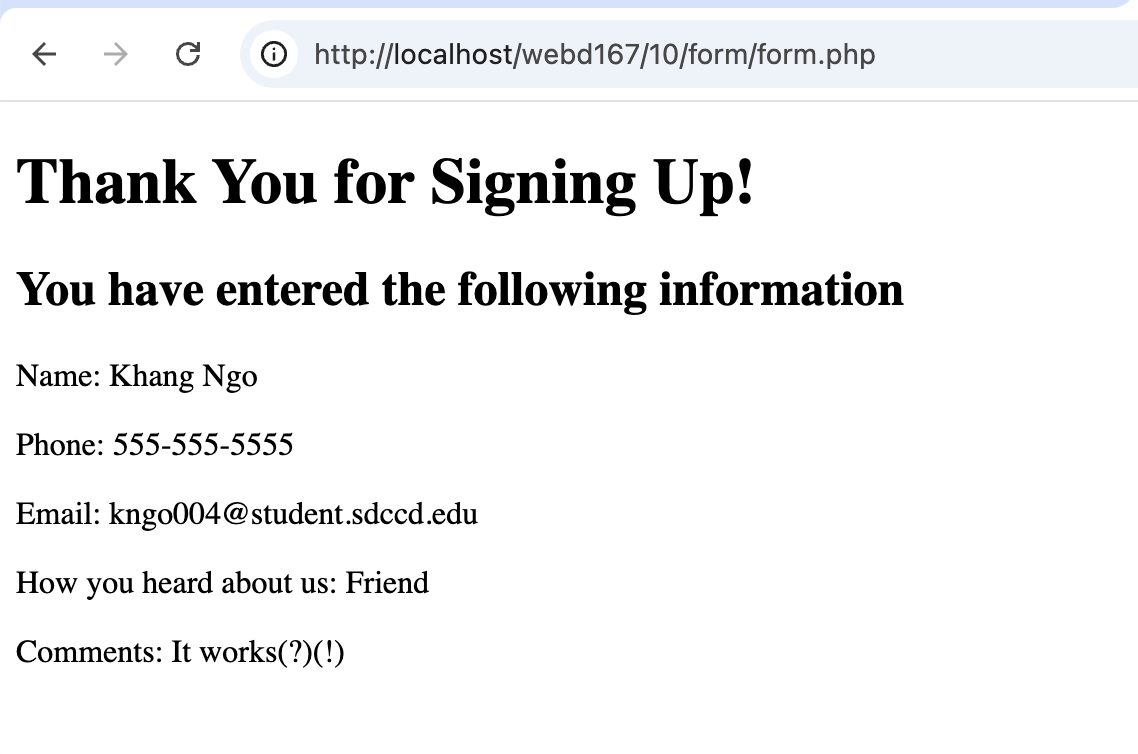 http://localhost/webd167/10/form/form.php
Thank You for Signing Up!
You have entered the following information
Name: Khang Ngo
Phone: 555-555-5555
Email: kngo004@student.sdccd.edu
How you heard about us: Friend
Comments: It works(?)(!)